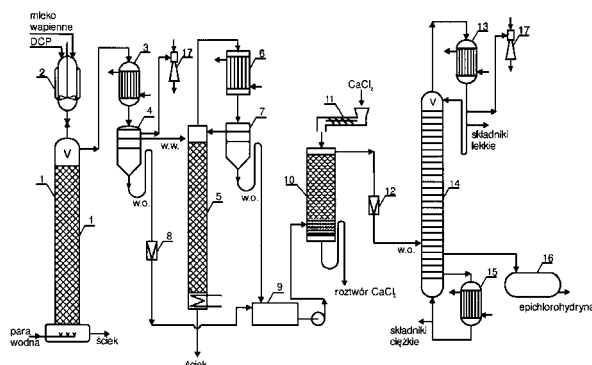 mleko
wapienne
DCP
2
3
17
4
w.w.
w.o.
1
1
V
para
wodna
ściek
8
5
6
7
w.o.
ściek
9
CaCl₂
11
10
12
roztwór CaCl₂
w.o.
13
17
składniki
lekkie
V
14
15
16
epichlorohydryna
składniki
ciężkie